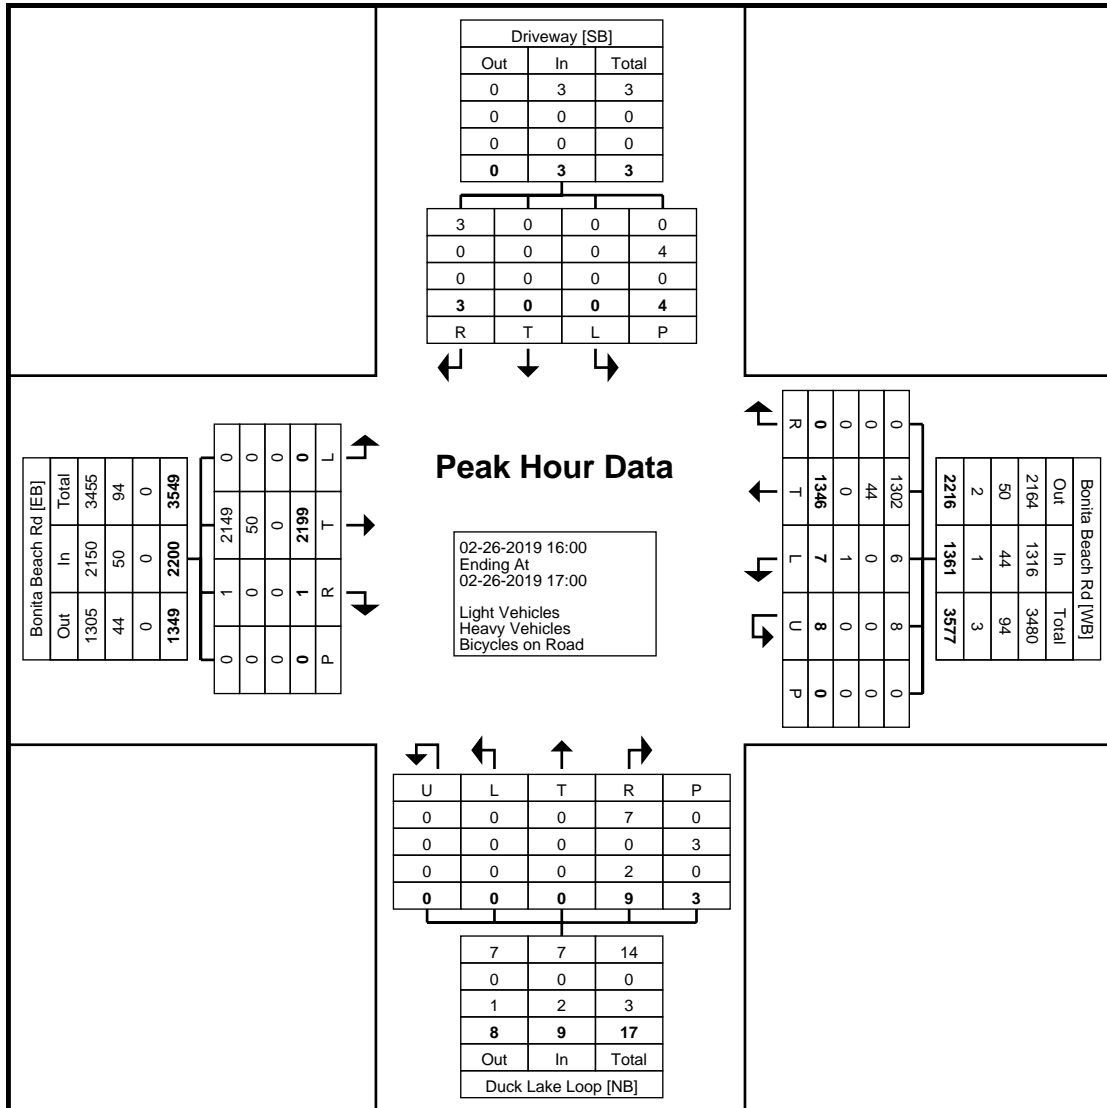 Driveway [SB]
Out In Total
0 3 3
0 0 0
0 0 0
0 3 3
3 0 0 0
0 0 0 4
0 0 0 0
3 0 0 4
R T L P
Bonita Beach Rd [EB]
Total In Out
3455 2150 1305
94 50 44
0 0 0
3549 2200 1349
0 2149 1 0
0 50 0 0
0 0 0 0
0 2199 1 0
L T R P
Peak Hour Data
02-26-2019 16:00
Ending At
02-26-2019 17:00
Light Vehicles
Heavy Vehicles
Bicycles on Road
Bonita Beach Rd [WB]
Out In Total
2164 1316 3480
50 44 94
2 1 3
2216 1361 3577
0 1302 6 8 0
0 44 0 0 0
0 0 1 0 0
0 1346 7 8 0
R T L U P
U L T R P
0 0 0 7 0
0 0 0 0 3
0 0 0 2 0
0 0 0 9 3
7 7 14
0 0 0
1 2 3
8 9 17
Out In Total
Duck Lake Loop [NB]